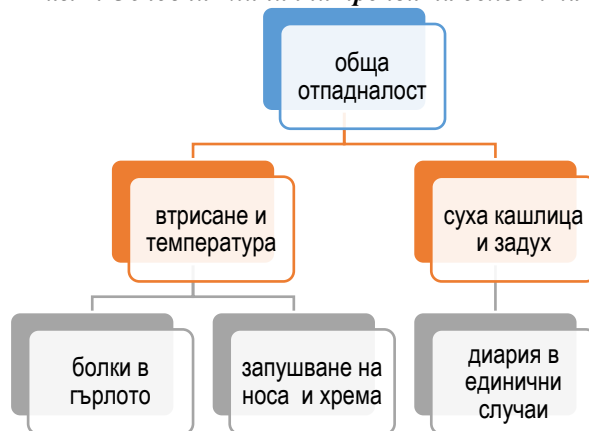 обща
отпадналост
втрисане и
температура
суха кашлица
и задух
болки в
гърлото
запушване на
носа и хрема
диария в
единични
случаи